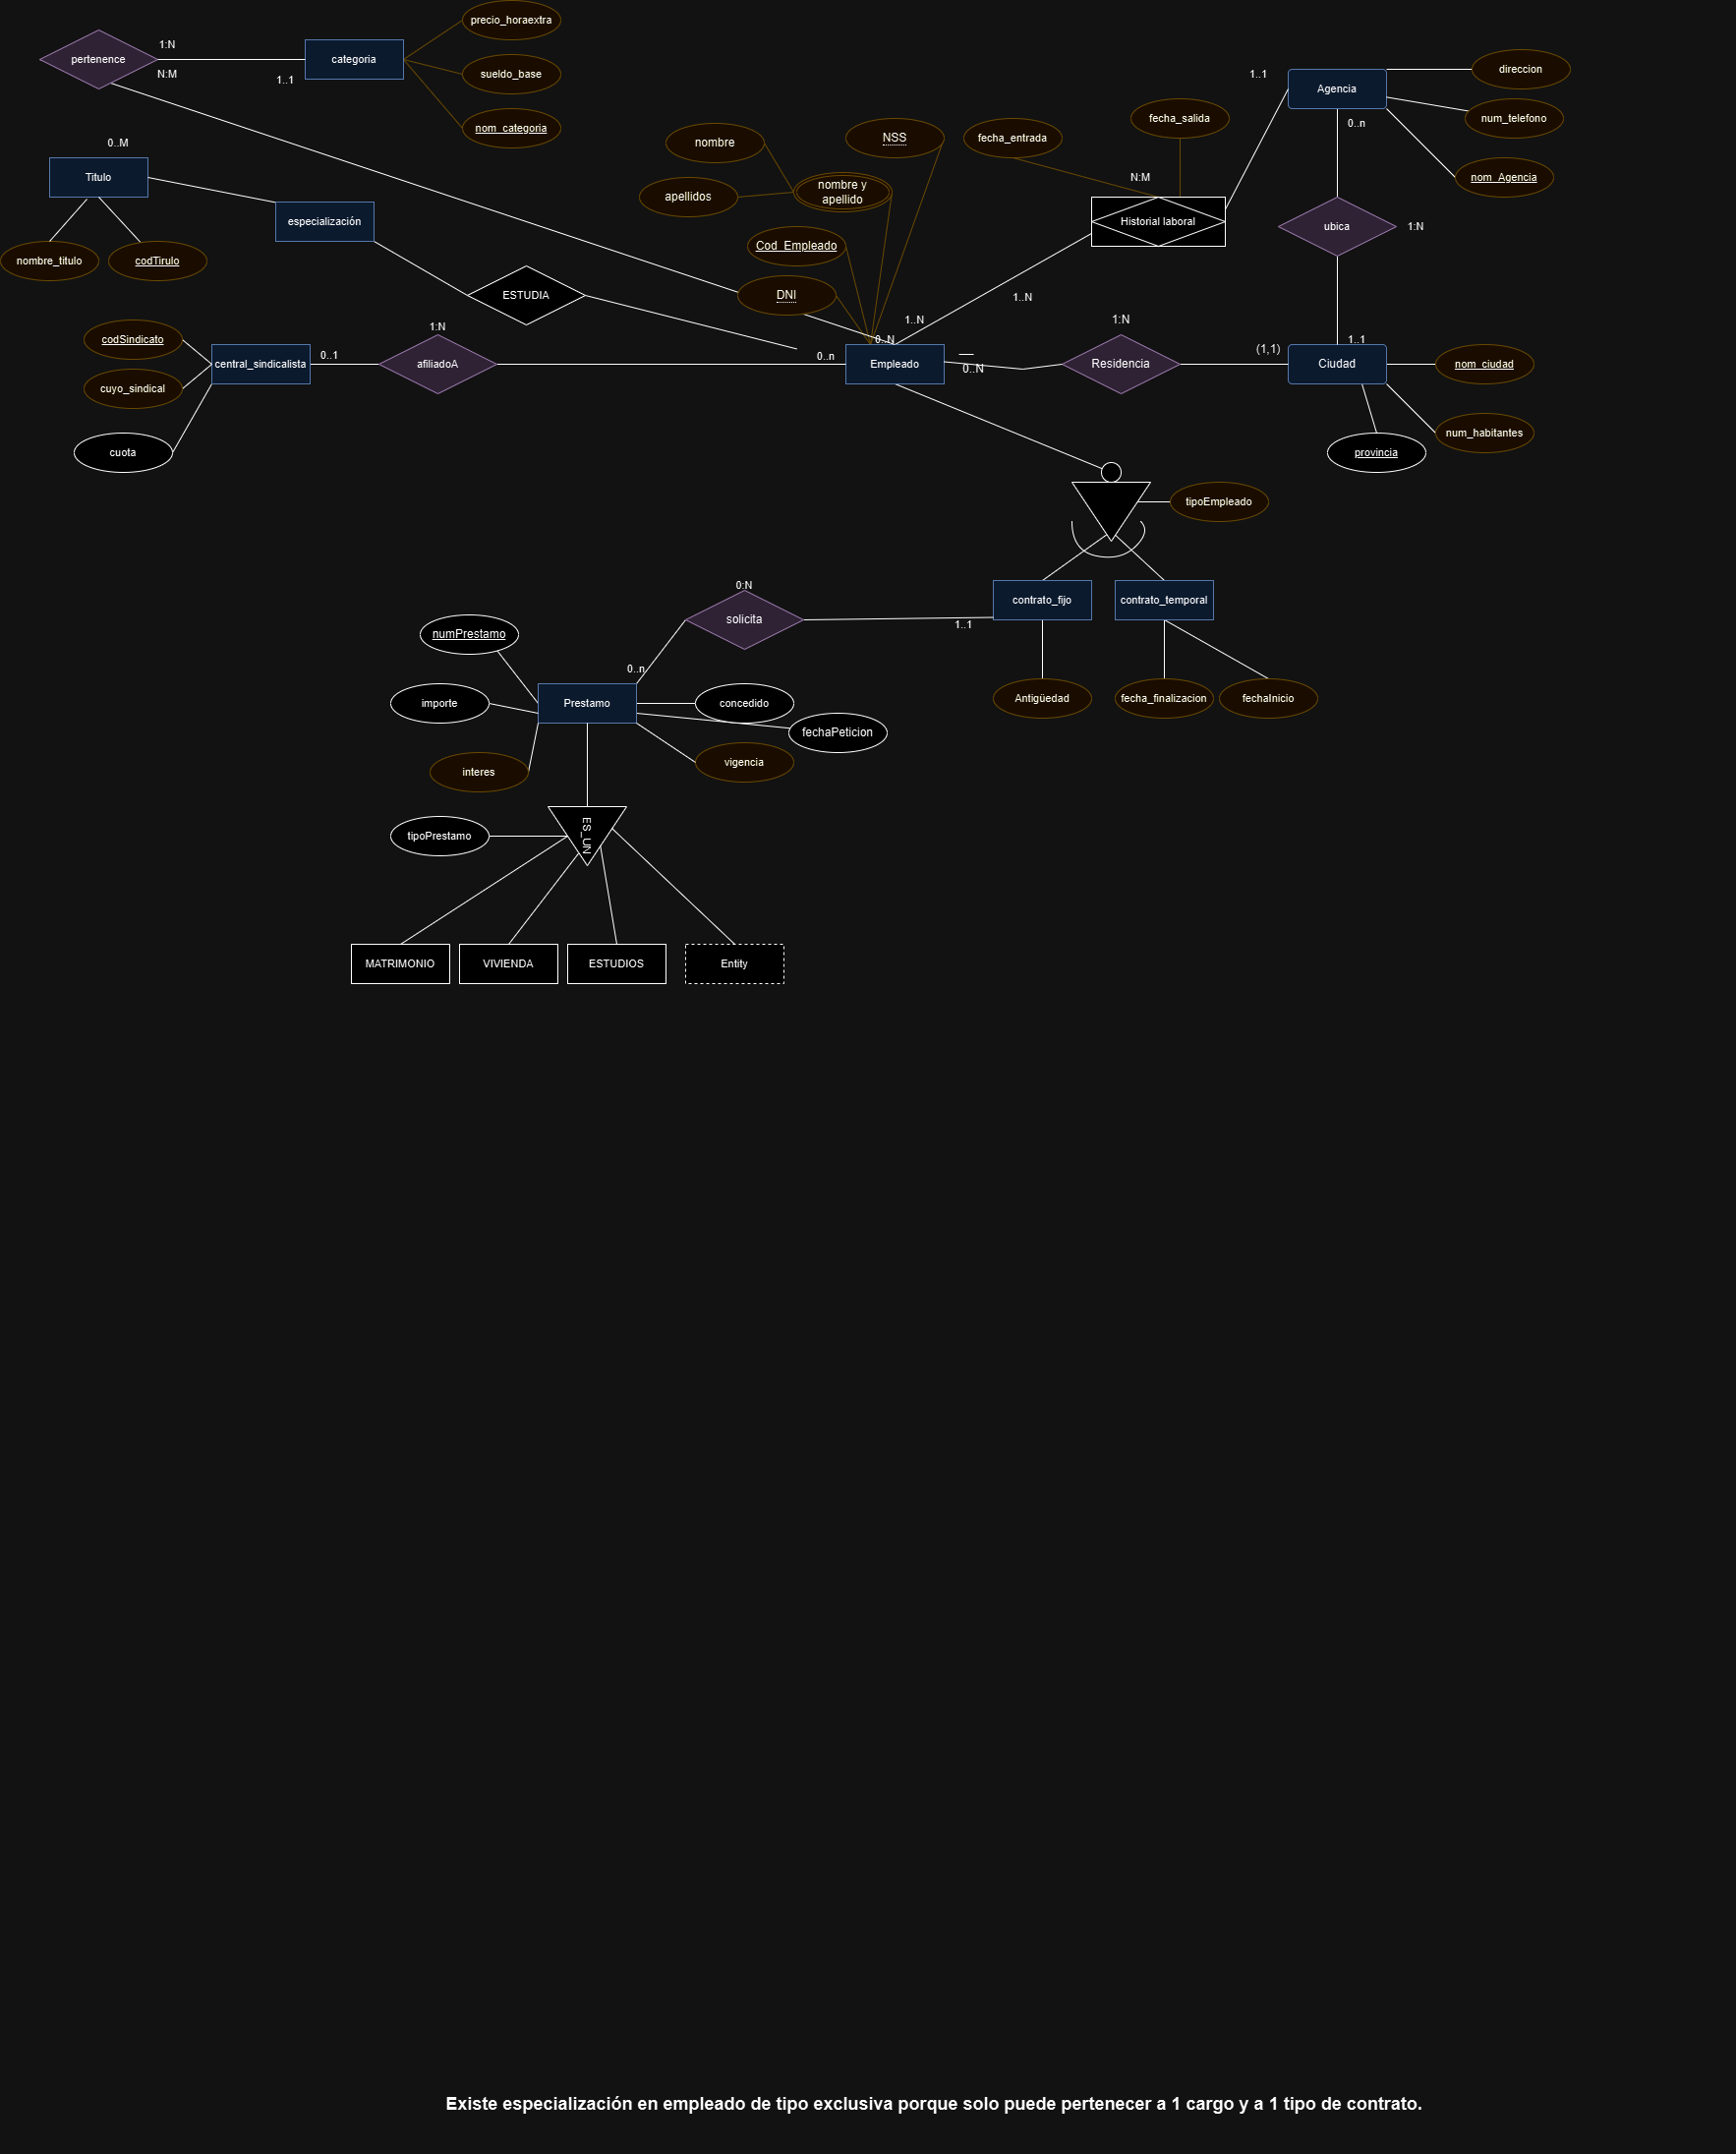 precio_horaextra
1:N
pertenence
categoria
sueldo_base
N:M
1..1
nom_categoria
direccion
1..1
Agencia
num_telefono
fecha_salida
0..n
fecha_entrada
NSS
nombre
0..M
Titulo
N:M
nom_Agencia
apellidos
nombre y
apellido
especialización
Historial laboral
ubica
1:N
Cod_Empleado
nombre_titulo
codTirulo
ESTUDIA
DNI
1..N
1..N
1:N
1:N
codSindicato
0..N
1..1
(1,1)
0..1
0..n
central_sindicalista
afiliadoA
Empleado
0..N
Residencia
Ciudad
nom_ciudad
cuyo_sindical
num_habitantes
cuota
provincia
tipoEmpleado
0:N
contrato_fijo
contrato_temporal
solicita
1..1
numPrestamo
0..n
Antigüedad
fecha_finalizacion
fechaInicio
importe
Prestamo
concedido
fechaPeticion
interes
vigencia
tipoPrestamo
ES_UN
MATRIMONIO
VIVIENDA
ESTUDIOS
Entity
Existe especialización en empleado de tipo exclusiva porque solo puede pertenecer a 1 cargo y a 1 tipo de contrato.